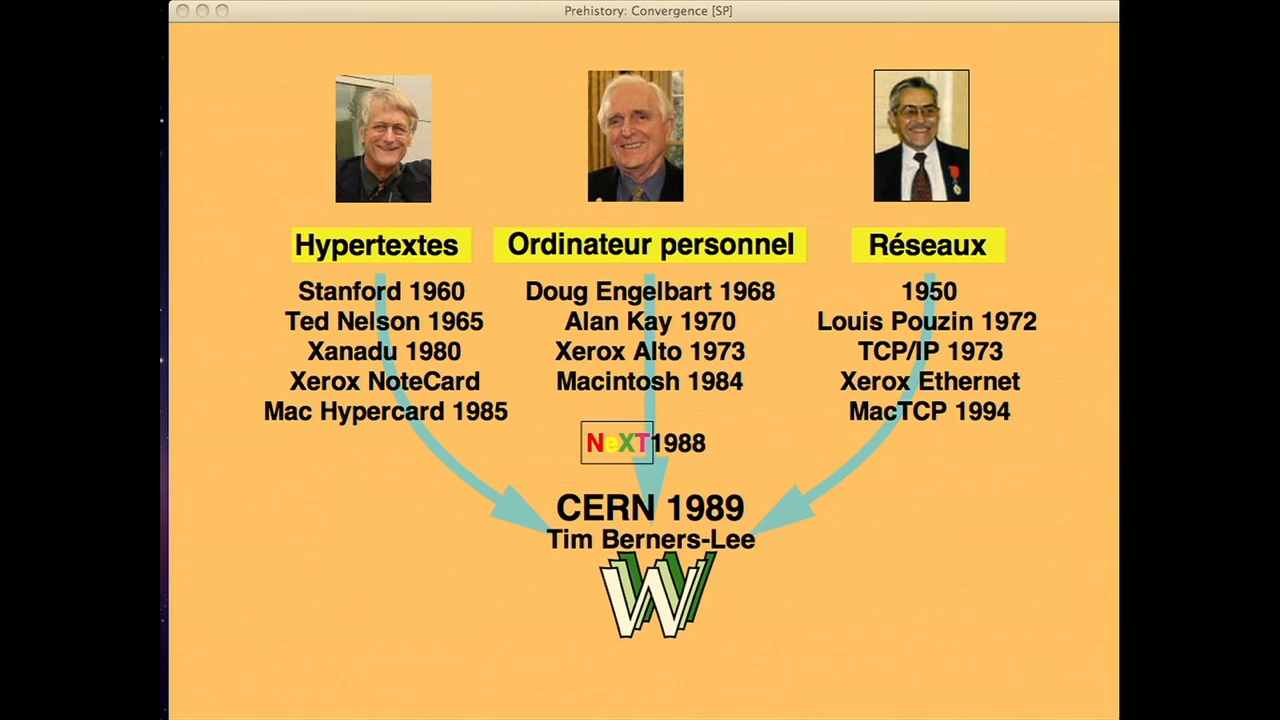 Prehistory: Convergence [SP]
Hypertextes
Stanford 1960
Ted Nelson 1965
Xanadu 1980
Xerox NoteCard
Mac Hypercard 1985
Ordinateur personnel
Doug Engelbart 1968
Alan Kay 1970
Xerox Alto 1973
Macintosh 1984
Réseaux
1950
Louis Pouzin 1972
TCP/IP 1973
Xerox Ethernet
MacTCP 1994
NeXT 1988
CERN 1989
Tim Berners-Lee
WWW